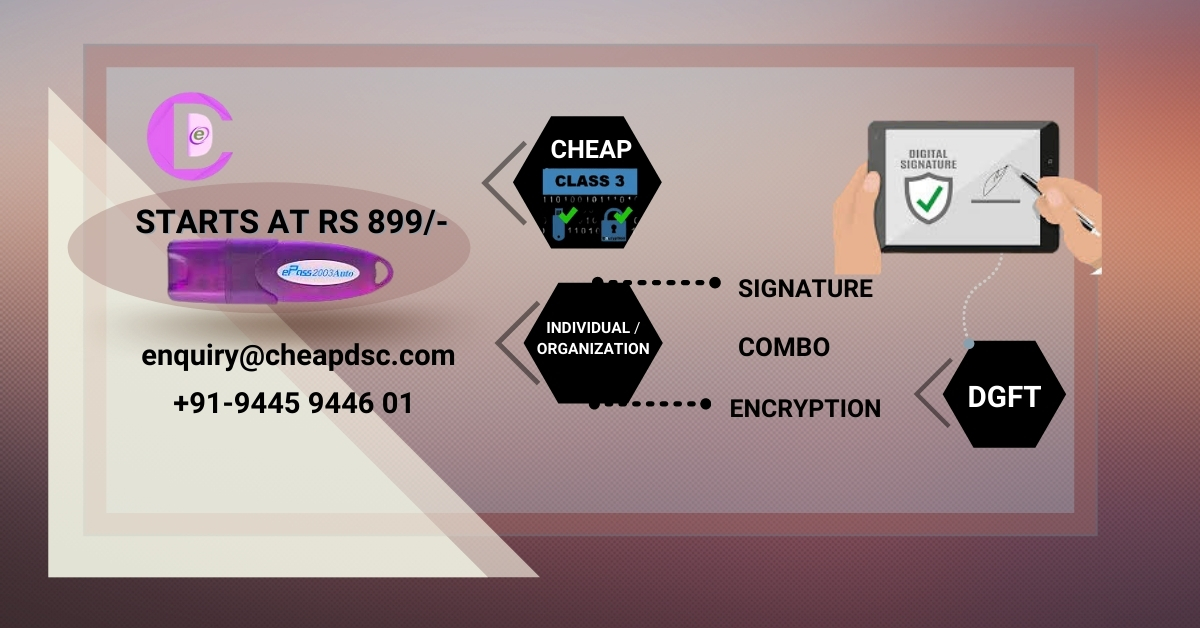 e
STARTS AT RS 899/-
ePass2003Auto
enquiry@cheapdsc.com
+91-9445 9446 01
CHEAP
CLASS 3
INDIVIDUAL /
ORGANIZATION
SIGNATURE
COMBO
ENCRYPTION
DIGITAL
SIGNATURE
DGFT